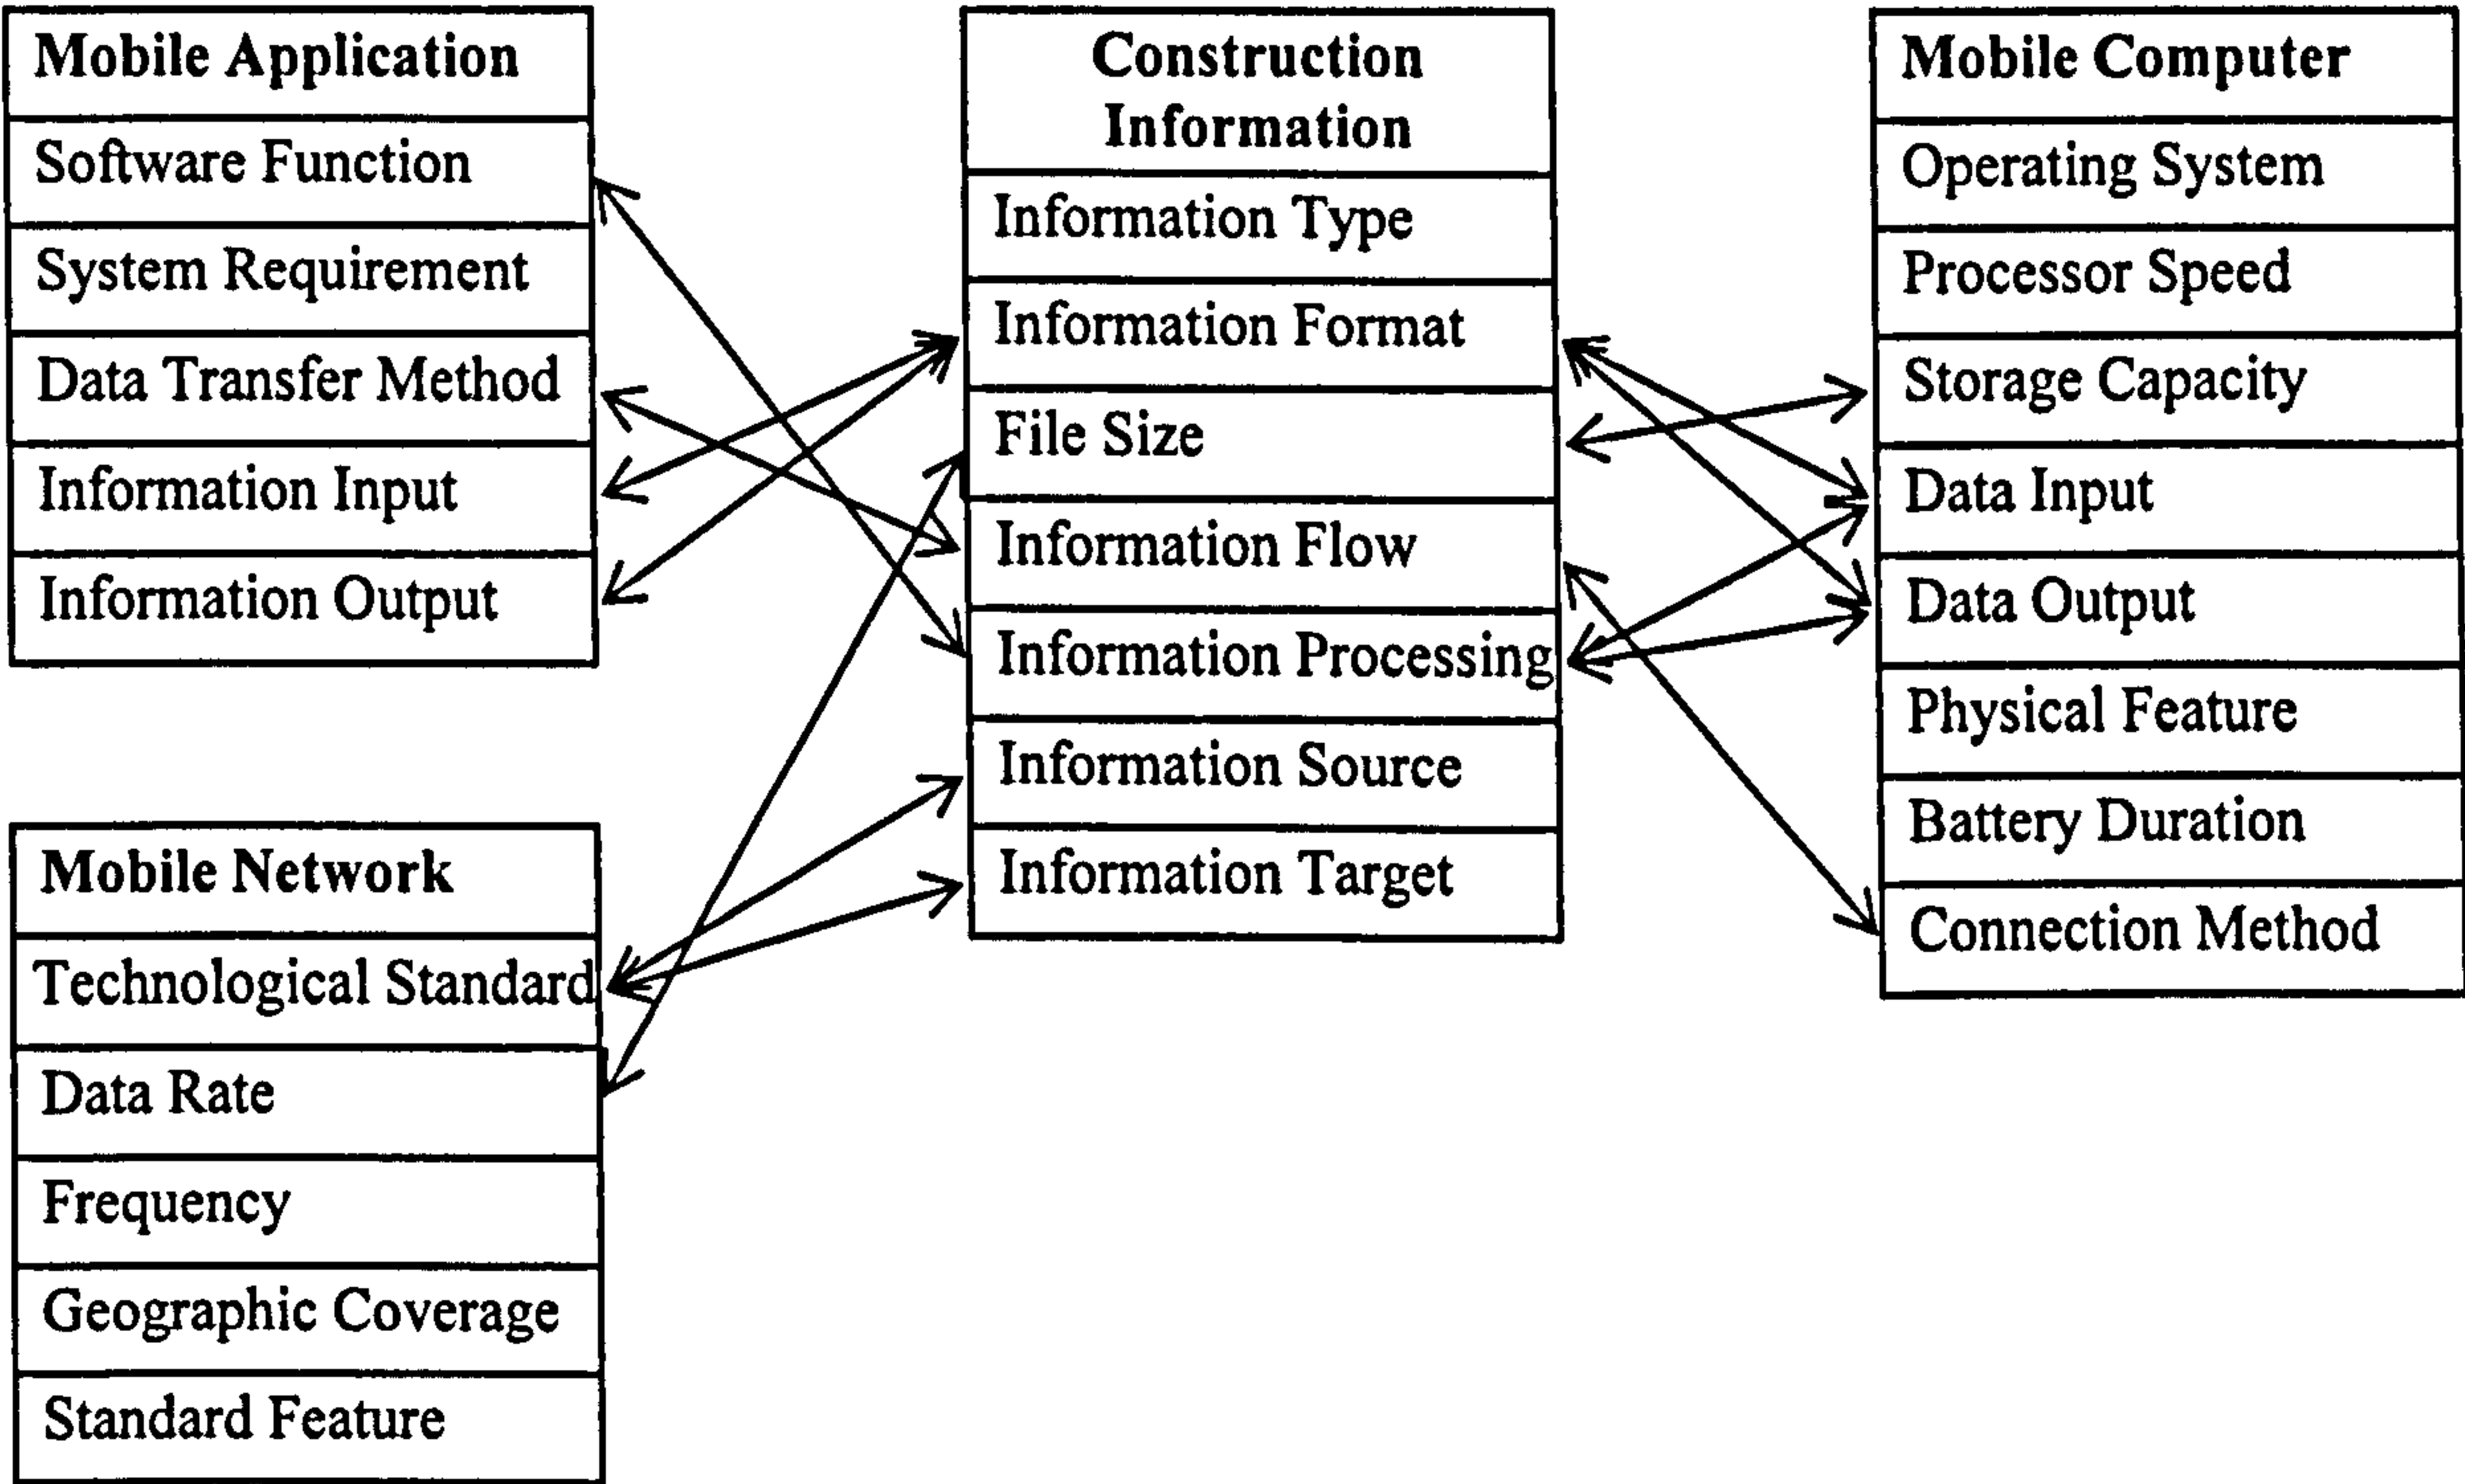 Mobile Application
Software Function
System Requirement
Data Transfer Method
Information Input
Information Output
Mobile Network
Technological Standard
Data Rate
Frequency
Geographic Coverage
Standard Feature
Construction
Information
Information Type
Information Format
File Size
Information Flow
Information Processing
Information Source
Information Target
Mobile Computer
Operating System
Processor Speed
Storage Capacity
Data Input
Data Output
Physical Feature
Battery Duration
Connection Method